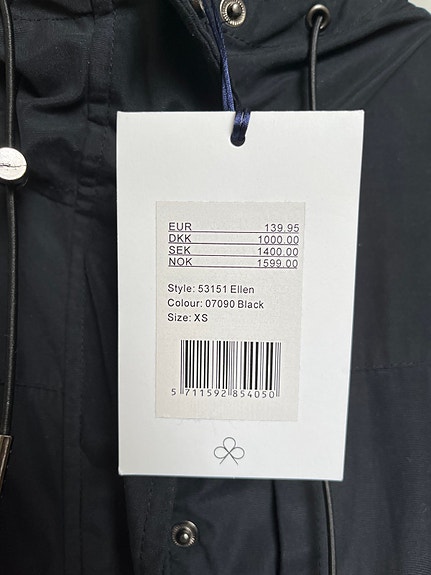 EUR 139.95
DKK 1000.00
SEK 1400.00
NOK 1599.00
Style: 53151 Ellen
Colour: 07090 Black
Size: XS
5 711592 854050